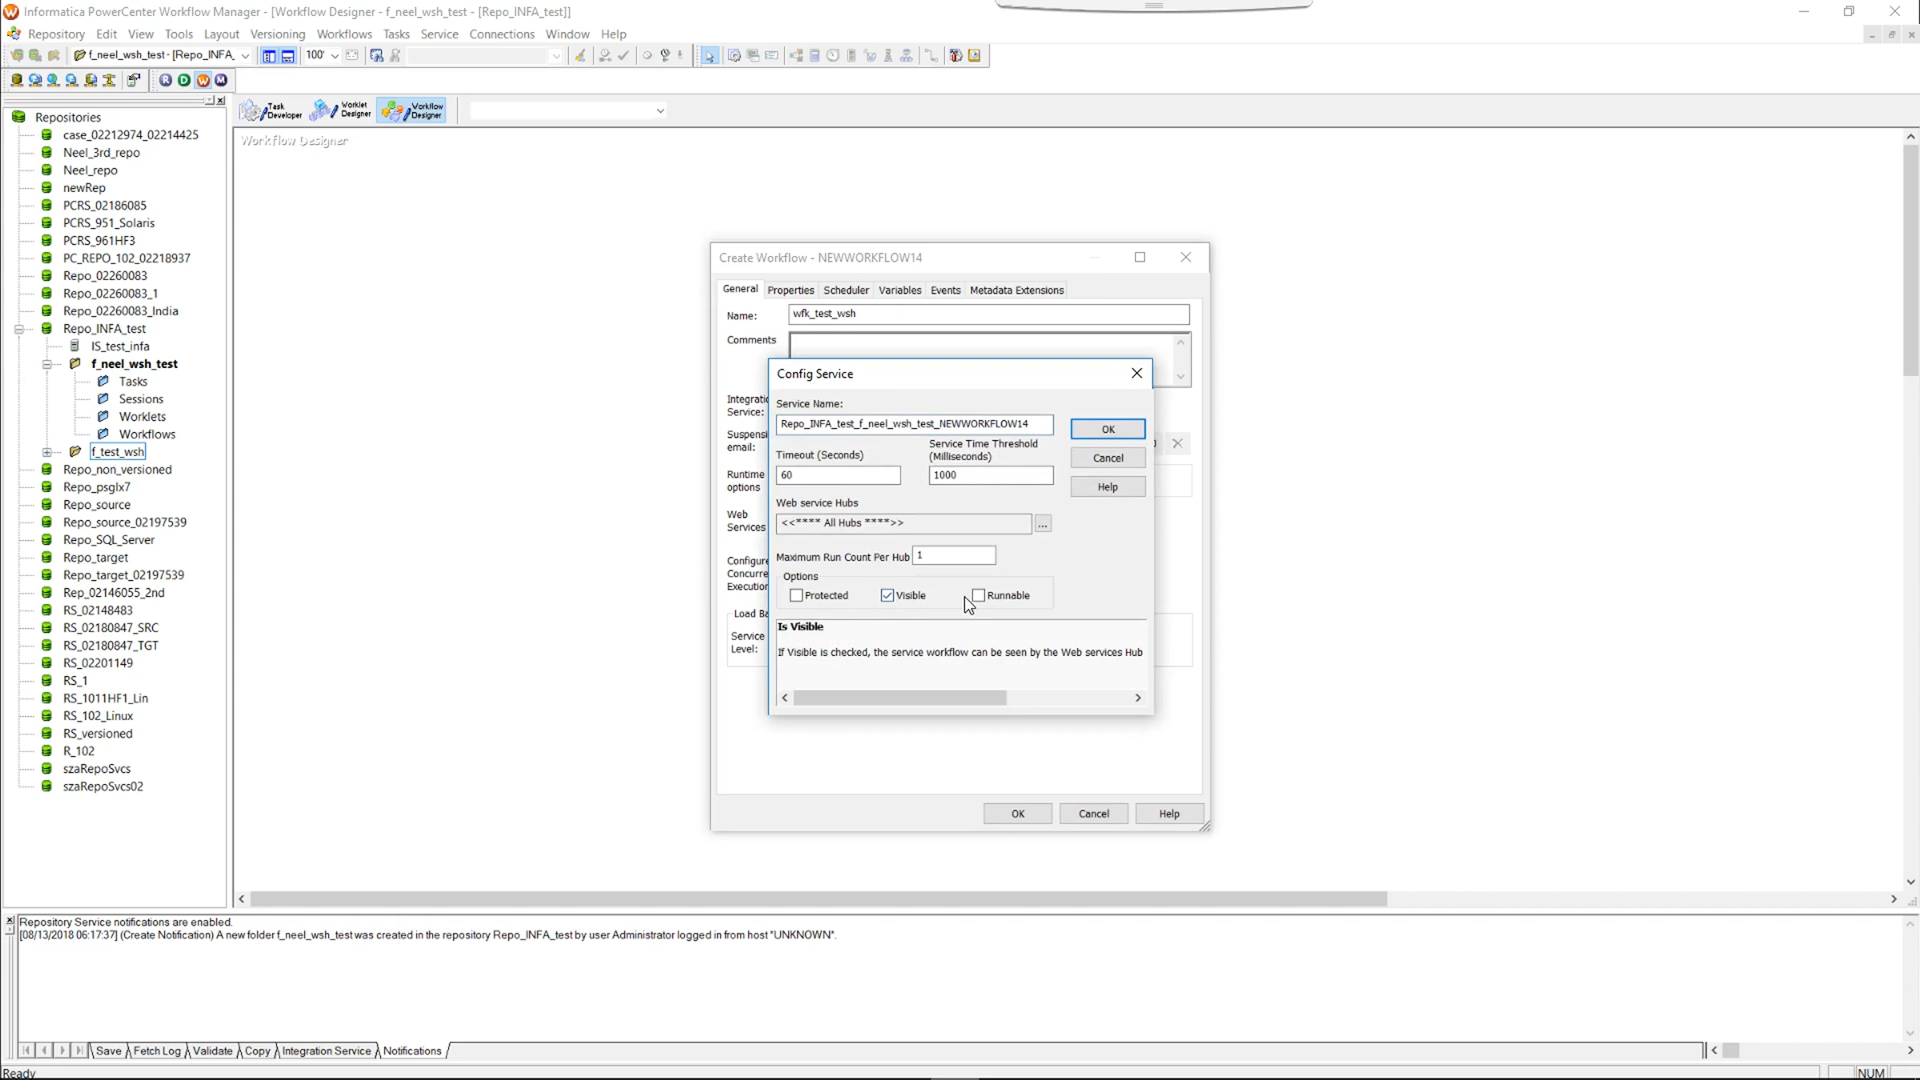 Informatica PowerCenter Workflow Manager - [Workflow Designer - f_neel_wsh_test - [Repo_INFA_test]]
Repository Edit View Tools Layout Versioning Workflows Tasks Service Connections Window Help
f_neel_wsh_test - [Repo_INFA_ 100'
R D W M
Task Developer Worklet Designer Workflow Designer
Workflow Designer
Repositories
case_02212974_02214425
Neel_3rd_repo
Neel_repo
newRep
PCRS_02186085
PCRS_951_Solaris
PCRS_961HF3
PC_REPO_102_02218937
Repo_02260083
Repo_02260083_1
Repo_02260083_India
Repo_INFA_test
IS_test_infa
f_neel_wsh_test
Tasks
Sessions
Worklets
Workflows
f_test_wsh
Repo_non_versioned
Repo_psglx7
Repo_source
Repo_source_02197539
Repo_SQL_Server
Repo_target
Repo_target_02197539
Rep_02146055_2nd
RS_02148483
RS_02180847_SRC
RS_02180847_TGT
RS_02201149
RS_1
RS_1011HF1_Lin
RS_102_Linux
RS_versioned
R_102
szaRepoSvcs
szaRepoSvcs02
Create Workflow - NEWWORKFLOW14
General Properties Scheduler Variables Events Metadata Extensions
Name: wfk_test_wsh
Comments
Integratio
Service:
Suspensi
email:
Runtime
options
Web
Services
Configure
Concurre
Execution
Load Ba
Service
Level:
Config Service
Service Name:
Repo_INFA_test_f_neel_wsh_test_NEWWORKFLOW14
OK
Timeout (Seconds)
Service Time Threshold
(Milliseconds)
Cancel
60 1000
Help
Web service Hubs
<<**** All Hubs ****>> ...
Maximum Run Count Per Hub 1
Options
Protected Visible Runnable
Is Visible
If Visible is checked, the service workflow can be seen by the Web services Hub
OK Cancel Help
Repository Service notifications are enabled.
[08/13/2018 06:17:37] (Create Notification) A new folder f_neel_wsh_test was created in the repository Repo_INFA_test by user Administrator logged in from host "UNKNOWN".
Save Fetch Log Validate Copy Integration Service Notifications
Ready NUM